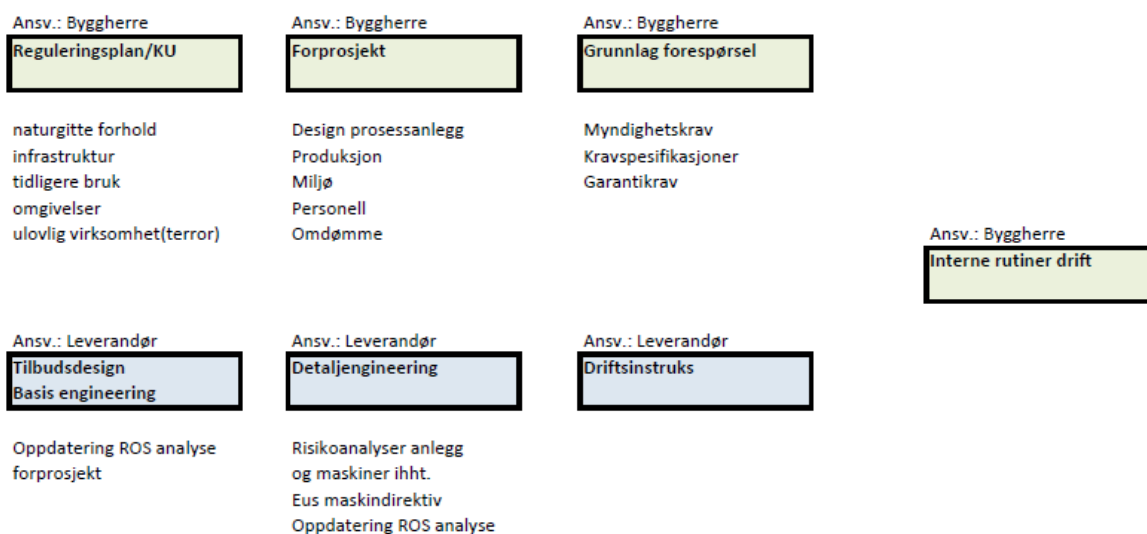 Ansv.: Byggherre
Reguleringsplan/KU
naturgitte forhold
infrastruktur
tidligere bruk
omgivelser
ulovlig virksomhet(terror)
Ansv.: Byggherre
Forprosjekt
Design prosessanlegg
Produksjon
Miljø
Personell
Omdømme
Ansv.: Byggherre
Grunnlag forespørsel
Myndighetskrav
Kravspesifikasjoner
Garantikrav
Ansv.: Byggherre
Interne rutiner drift
Ansv.: Leverandør
Tilbudsdesign
Basis engineering
Oppdatering ROS analyse
forprosjekt
Ansv.: Leverandør
Detaljengineering
Risikoanalyser anlegg
og maskiner ihht.
Eus maskindirektiv
Oppdatering ROS analyse
Ansv.: Leverandør
Driftsinstruks